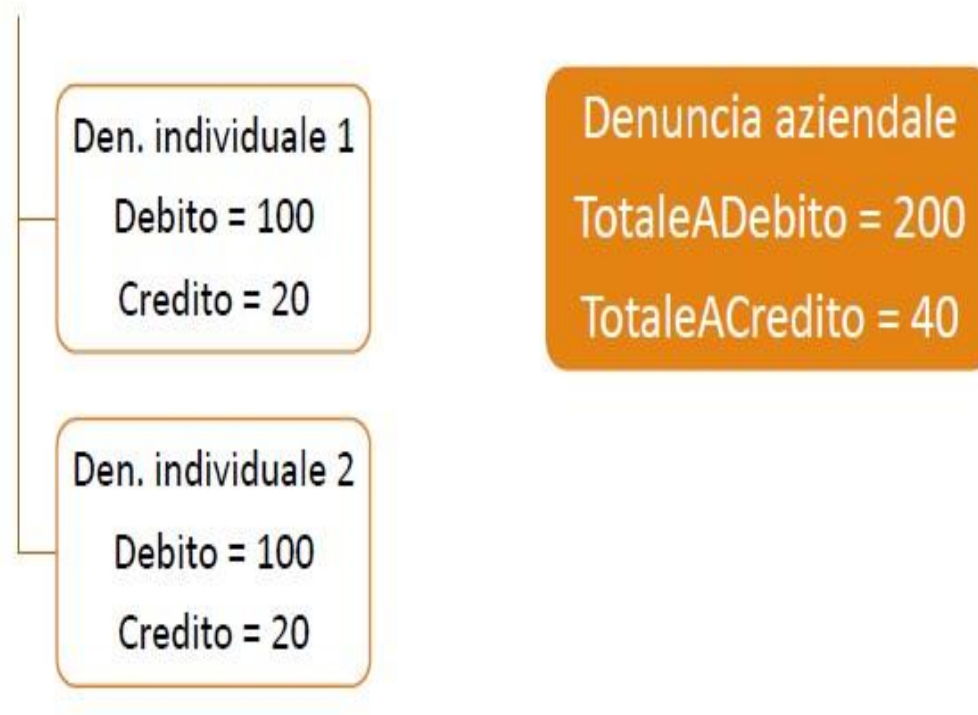 Den. individuale 1
Debito = 100
Credito = 20
Denuncia aziendale
TotaleADebito = 200
TotaleACredito = 40
Den. individuale 2
Debito = 100
Credito = 20